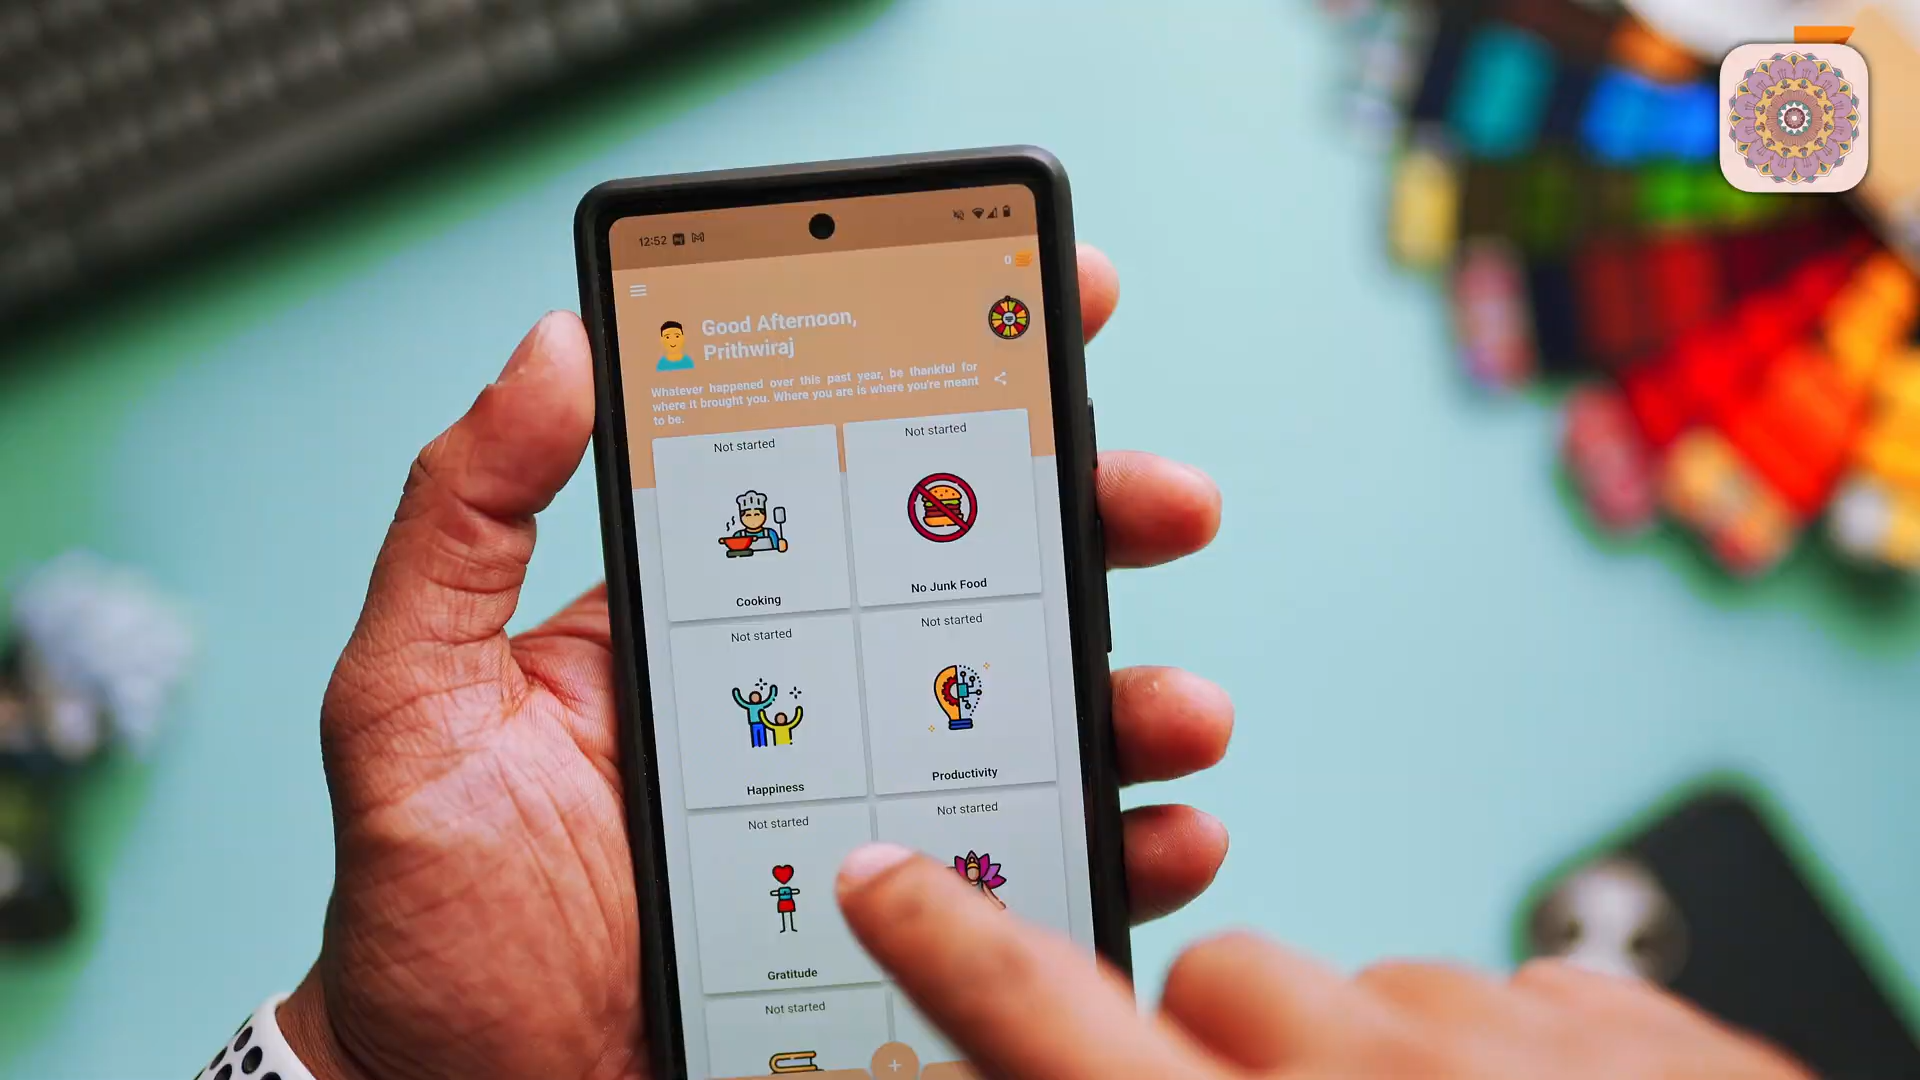 12:52
0
Good Afternoon,
Prithwiraj
Whatever happened over this past year, be thankful for
where it brought you. Where you are is where you're meant
to be.
Not started
Not started
Cooking
No Junk Food
Not started
Not started
Happiness
Productivity
Not started
Not started
Gratitude
Not started
+